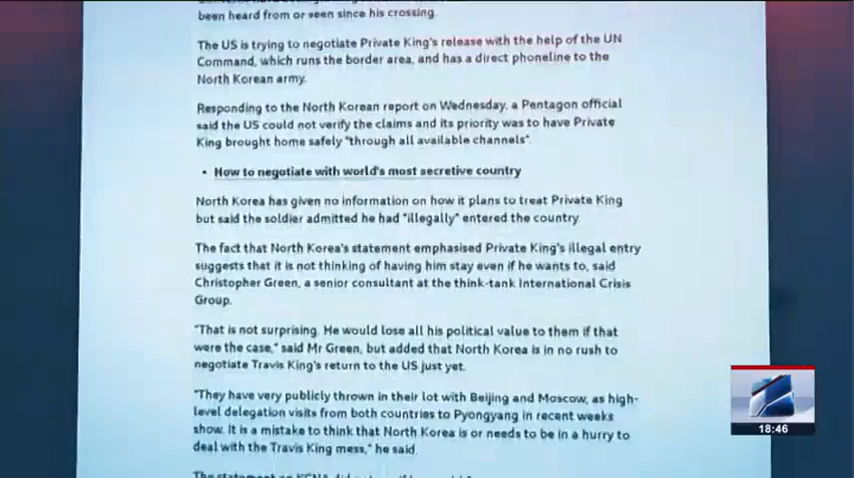 been heard from or seen since his crossing.
The US is trying to negotiate Private King's release with the help of the UN
Command, which runs the border area, and has a direct phoneline to the
North Korean army.
Responding to the North Korean report on Wednesday, a Pentagon official
said the US could not verify the claims and its priority was to have Private
King brought home safely "through all available channels".
• How to negotiate with world's most secretive country
North Korea has given no information on how it plans to treat Private King
but said the soldier admitted he had "illegally" entered the country.
The fact that North Korea's statement emphasised Private King's illegal entry
suggests that it is not thinking of having him stay even if he wants to, said
Christopher Green, a senior consultant at the think-tank International Crisis
Group.
"That is not surprising. He would lose all his political value to them if that
were the case," said Mr Green, but added that North Korea is in no rush to
negotiate Travis King's return to the US just yet.
"They have very publicly thrown in their lot with Beijing and Moscow, as high-
level delegation visits from both countries to Pyongyang in recent weeks
show. It is a mistake to think that North Korea is or needs to be in a hurry to
deal with the Travis King mess," he said.
18:46